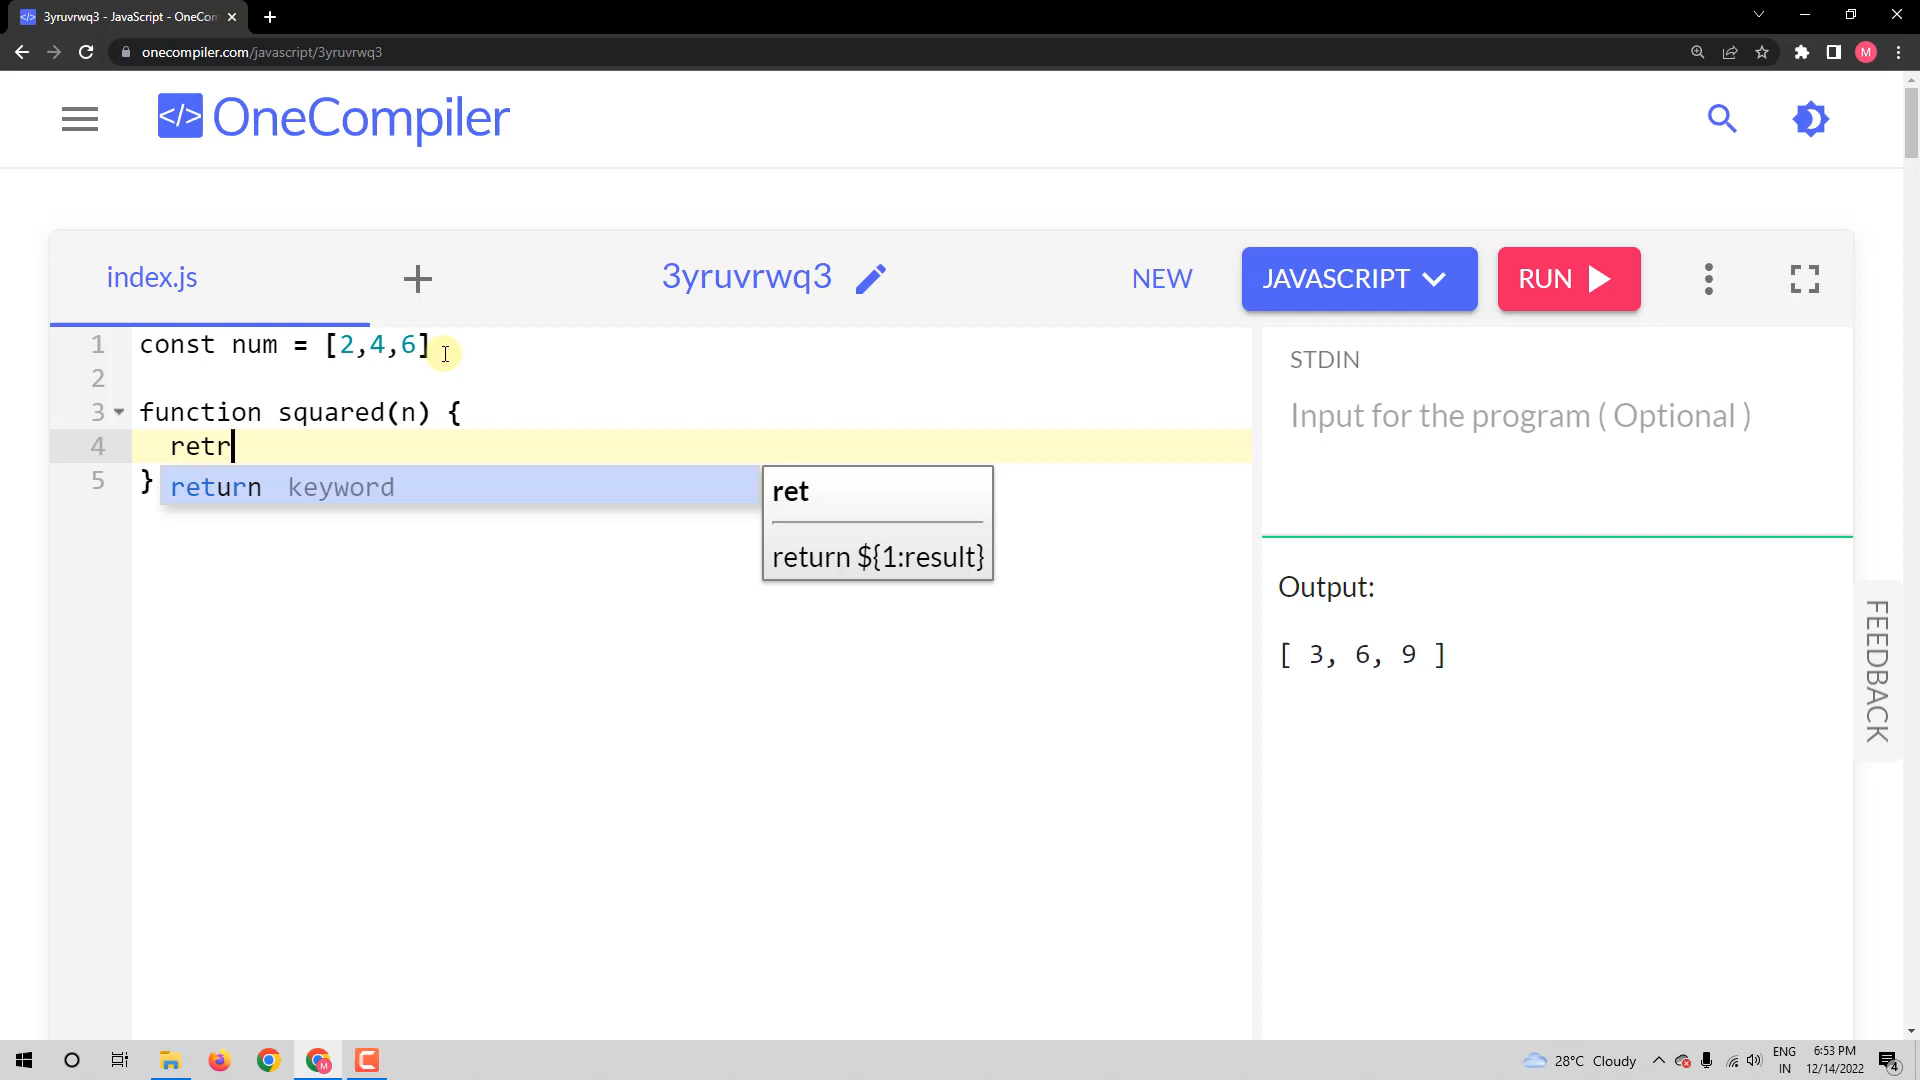 3yruvrwq3 - JavaScript - OneCom
onecompiler.com/javascript/3yruvrwq3
M
</> OneCompiler
index.js
3yruvrwq3
NEW
JAVASCRIPT
RUN
1 const num = [2,4,6]
2
3 function squared(n) {
4 retr
5 }
return keyword
ret
return ${1:result}
STDIN
Input for the program ( Optional )
Output:
[ 3, 6, 9 ]
FEEDBACK
28°C Cloudy
ENG
IN
6:53 PM
12/14/2022
4